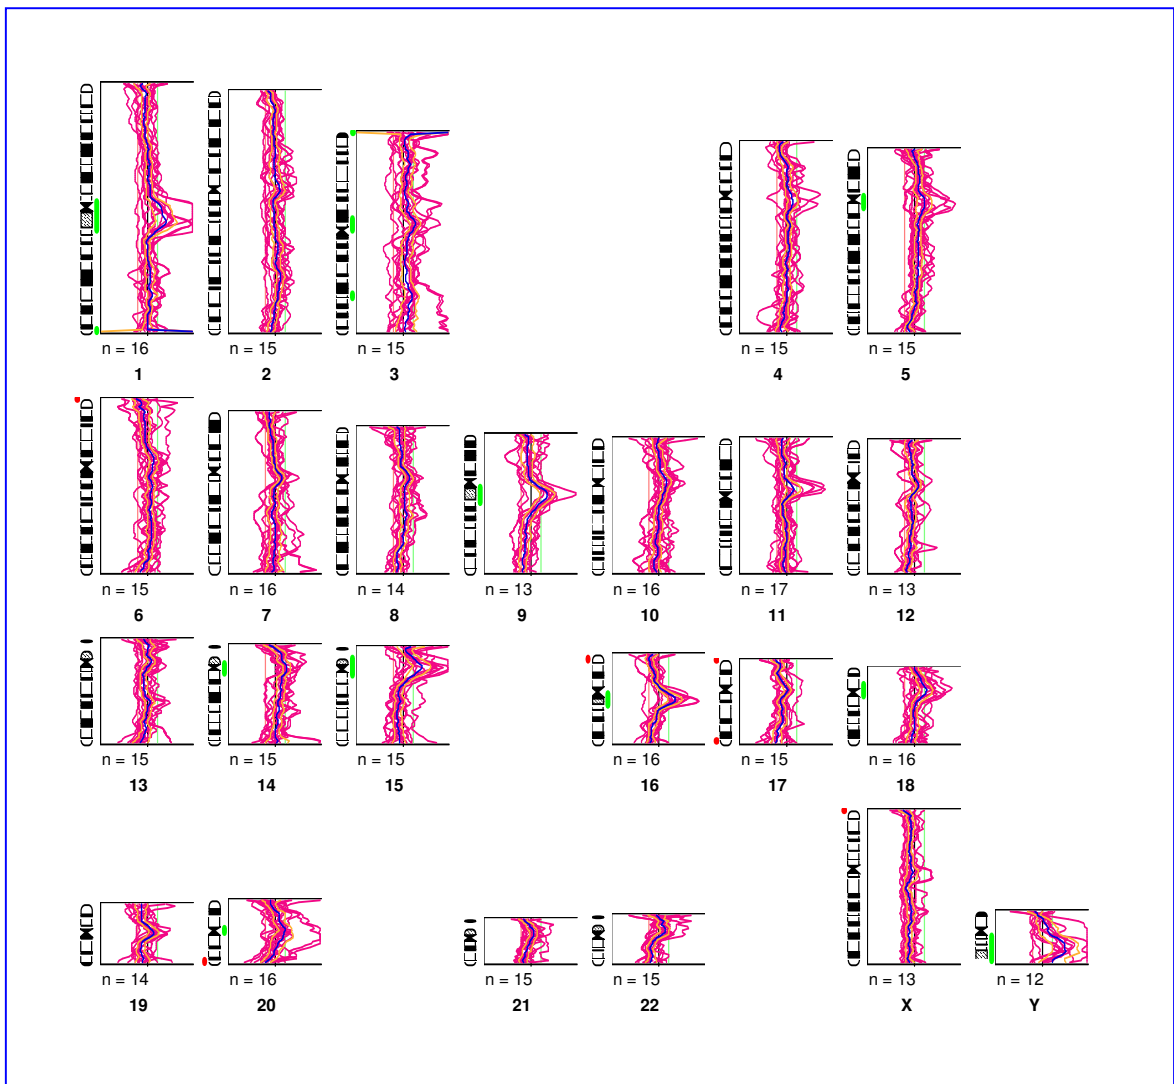 n = 16
n = 15
n = 15
n = 15
n = 15
1
2
3
4
5
n = 15
n = 16
n = 14
n = 13
n = 16
n = 17
n = 13
6
7
8
9
10
11
12
n = 15
n = 15
n = 15
n = 16
n = 15
n = 16
13
14
15
16
17
18
n = 14
n = 16
n = 15
n = 15
n = 13
n = 12
19
20
21
22
X
Y